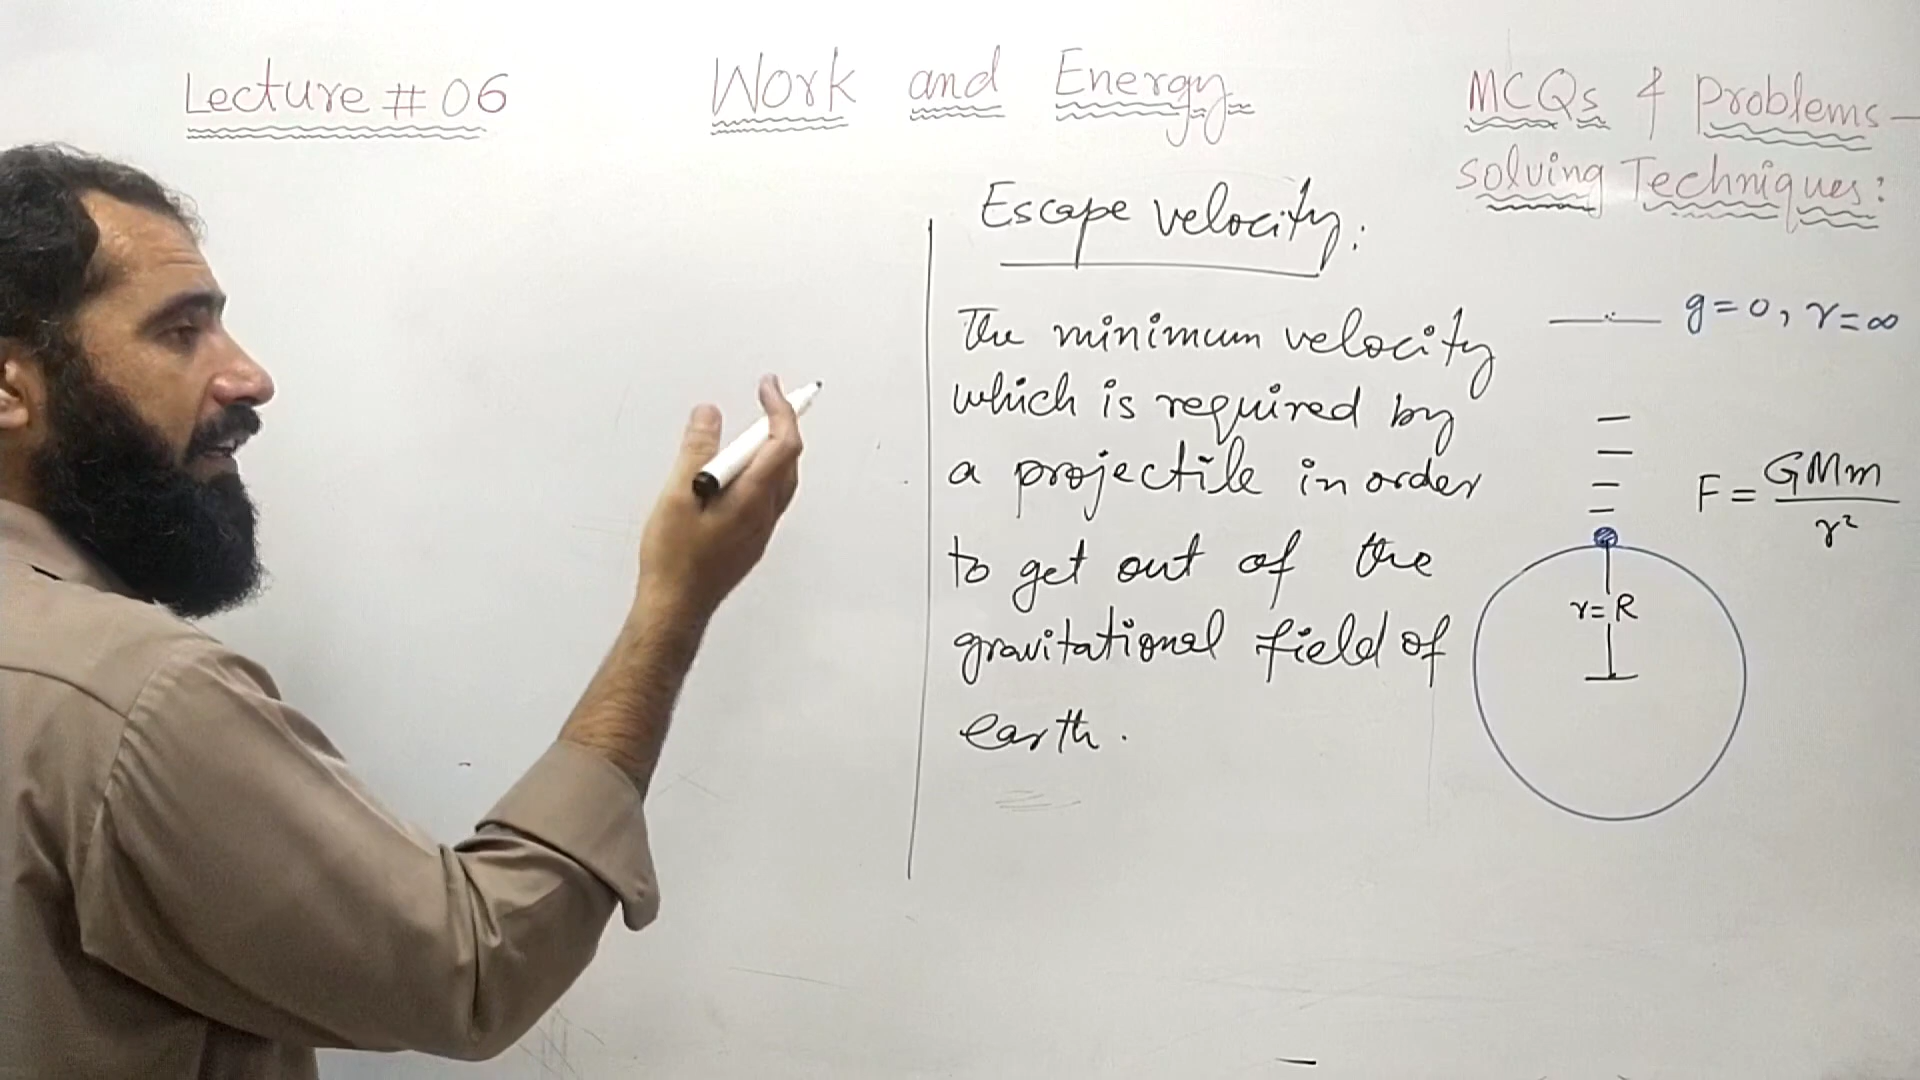 Lecture # 06
Work and Energy
MCQs & Problems-
solving Techniques:
Escape velocity:
The minimum velocity
which is required by
a projectile in order
to get out of the
gravitational field of
earth.
g=0, r=∞
F = GMm
r²
r=R